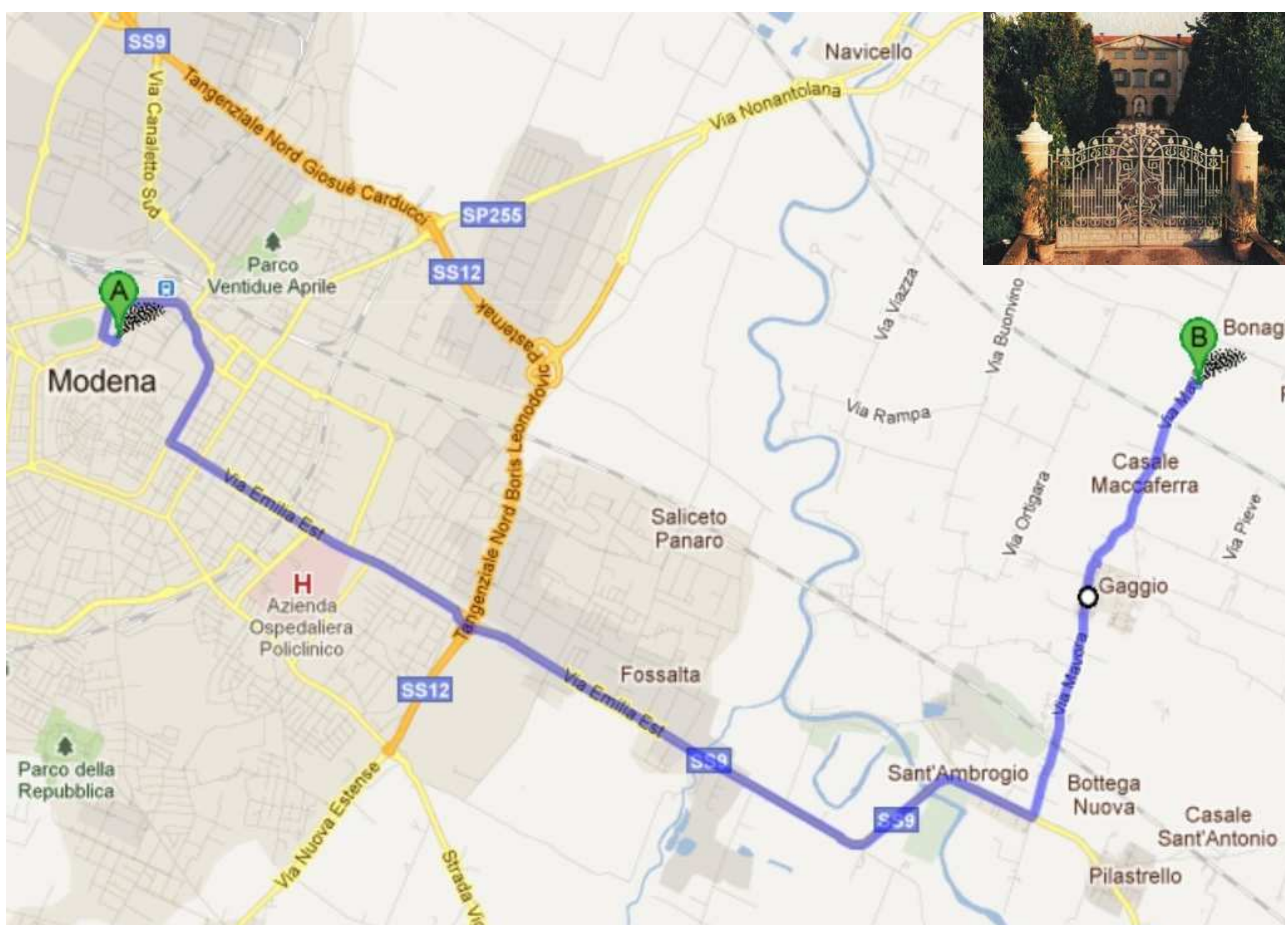 SS9
Navicello
Via Canaletto Sud
Tangenziale Nord Giosué Carducci
Via Nonantolana
SP255
Parco
Ventidue Aprile
SS12
A
Modena
Via Viazza
Via Buonvino
B
Bonag
Via Rampa
Tangenziale Nord Boris Leonodovic Pasternak
Casale
Maccaferra
Via Ortigara
Via Pieve
Via Emilia Est
Saliceto
Panaro
H
Azienda
Ospedaliera
Policlinico
Gaggio
Via Mavora
Fossalta
SS12
Via Emilia Est
SS9
Parco della
Repubblica
Via Nuova Estense
Sant'Ambrogio
Bottega
Nuova
SS9
Casale
Sant'Antonio
Pilastrello